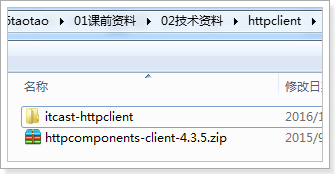 taotao ▸ 01课前资料 ▸ 02技术资料 ▸ httpclient ▸
名称 修改日
itcast-httpclient 2016/1
httpcomponents-client-4.3.5.zip 2015/9